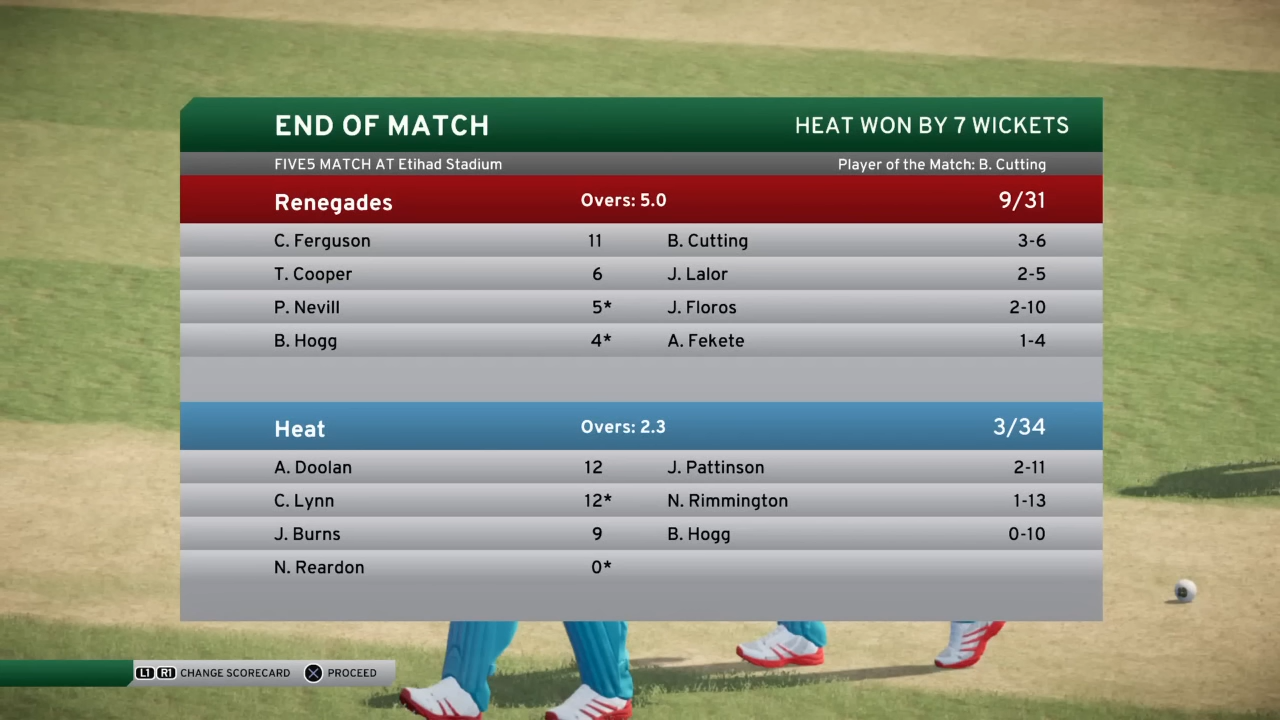 END OF MATCH HEAT WON BY 7 WICKETS
FIVE5 MATCH AT Etihad Stadium Player of the Match: B. Cutting
Renegades Overs: 5.0 9/31
C. Ferguson 11 B. Cutting 3-6
T. Cooper 6 J. Lalor 2-5
P. Nevill 5* J. Floros 2-10
B. Hogg 4* A. Fekete 1-4
Heat Overs: 2.3 3/34
A. Doolan 12 J. Pattinson 2-11
C. Lynn 12* N. Rimmington 1-13
J. Burns 9 B. Hogg 0-10
N. Reardon 0*
L1 R1 CHANGE SCORECARD X PROCEED